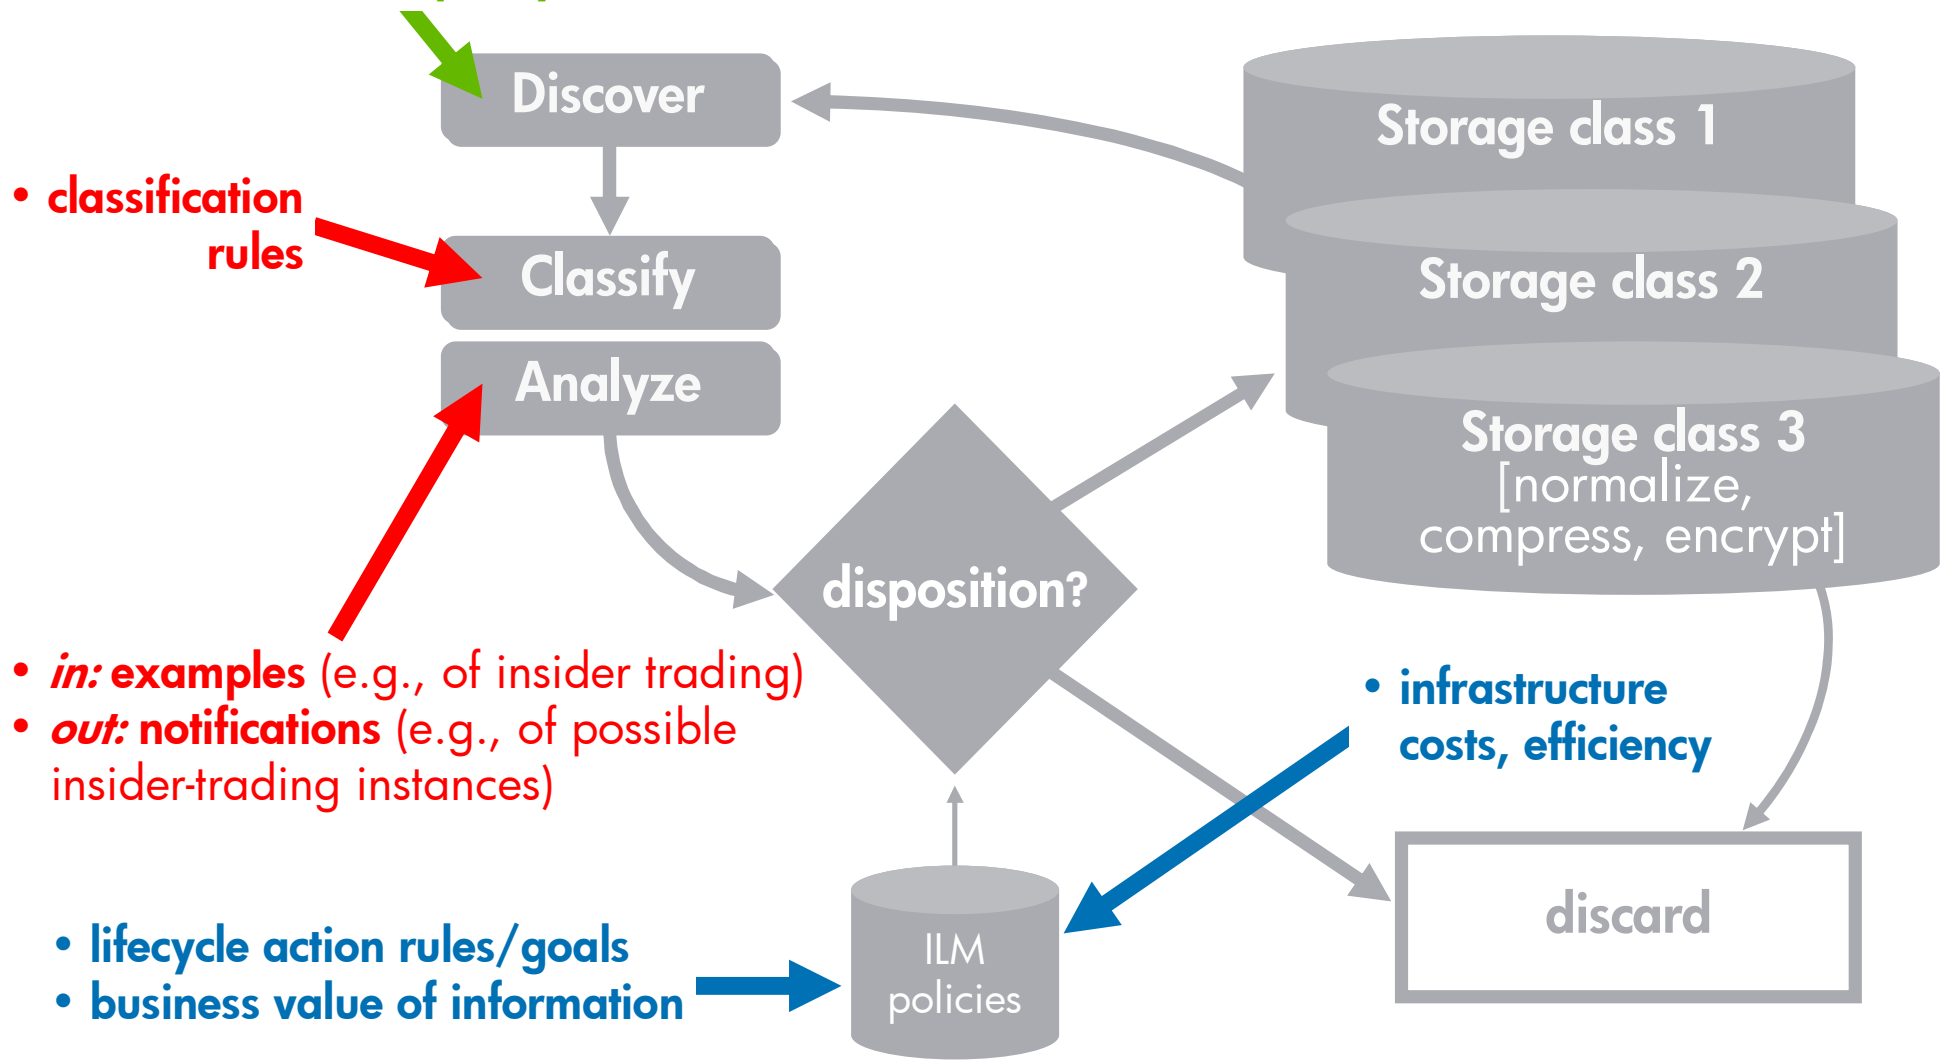 Discover
Storage class 1
• classification
rules
Classify
Storage class 2
Analyze
Storage class 3
[normalize,
compress, encrypt]
disposition?
• in: examples (e.g., of insider trading)
• out: notifications (e.g., of possible
insider-trading instances)
• infrastructure
costs, efficiency
discard
• lifecycle action rules/goals
• business value of information
ILM
policies